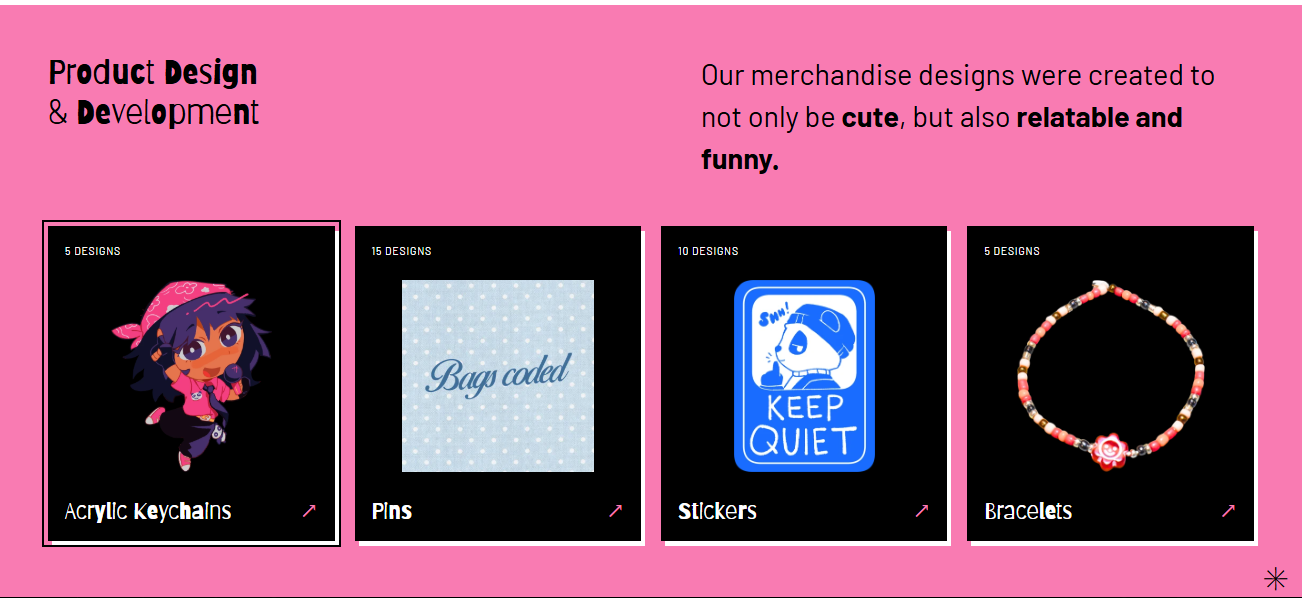 Product Design
& Development
Our merchandise designs were created to
not only be cute, but also relatable and
funny.
5 DESIGNS
Acrylic Keychains
15 DESIGNS
Bags coded
Pins
10 DESIGNS
SHH!
KEEP
QUIET
Stickers
5 DESIGNS
Bracelets